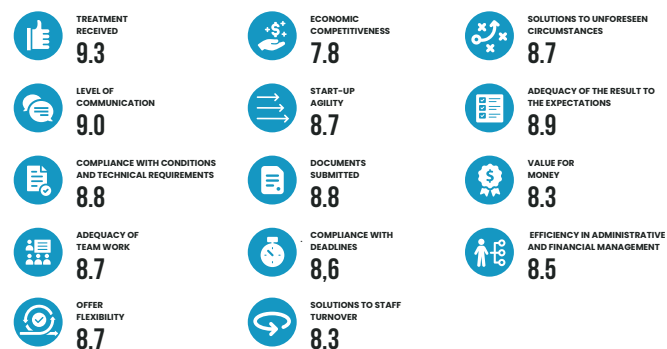 TREATMENT
RECEIVED
9.3
ECONOMIC
COMPETITIVENESS
7.8
SOLUTIONS TO UNFORESEEN
CIRCUMSTANCES
8.7
LEVEL OF
COMMUNICATION
9.0
START-UP
AGILITY
8.7
ADEQUACY OF THE RESULT TO
THE EXPECTATIONS
8.9
COMPLIANCE WITH CONDITIONS
AND TECHNICAL REQUIREMENTS
8.8
DOCUMENTS
SUBMITTED
8.8
VALUE FOR
MONEY
8.3
ADEQUACY OF
TEAM WORK
8.7
COMPLIANCE WITH
DEADLINES
8,6
EFFICIENCY IN ADMINISTRATIVE
AND FINANCIAL MANAGEMENT
8.5
OFFER
FLEXIBILITY
8.7
SOLUTIONS TO STAFF
TURNOVER
8.3